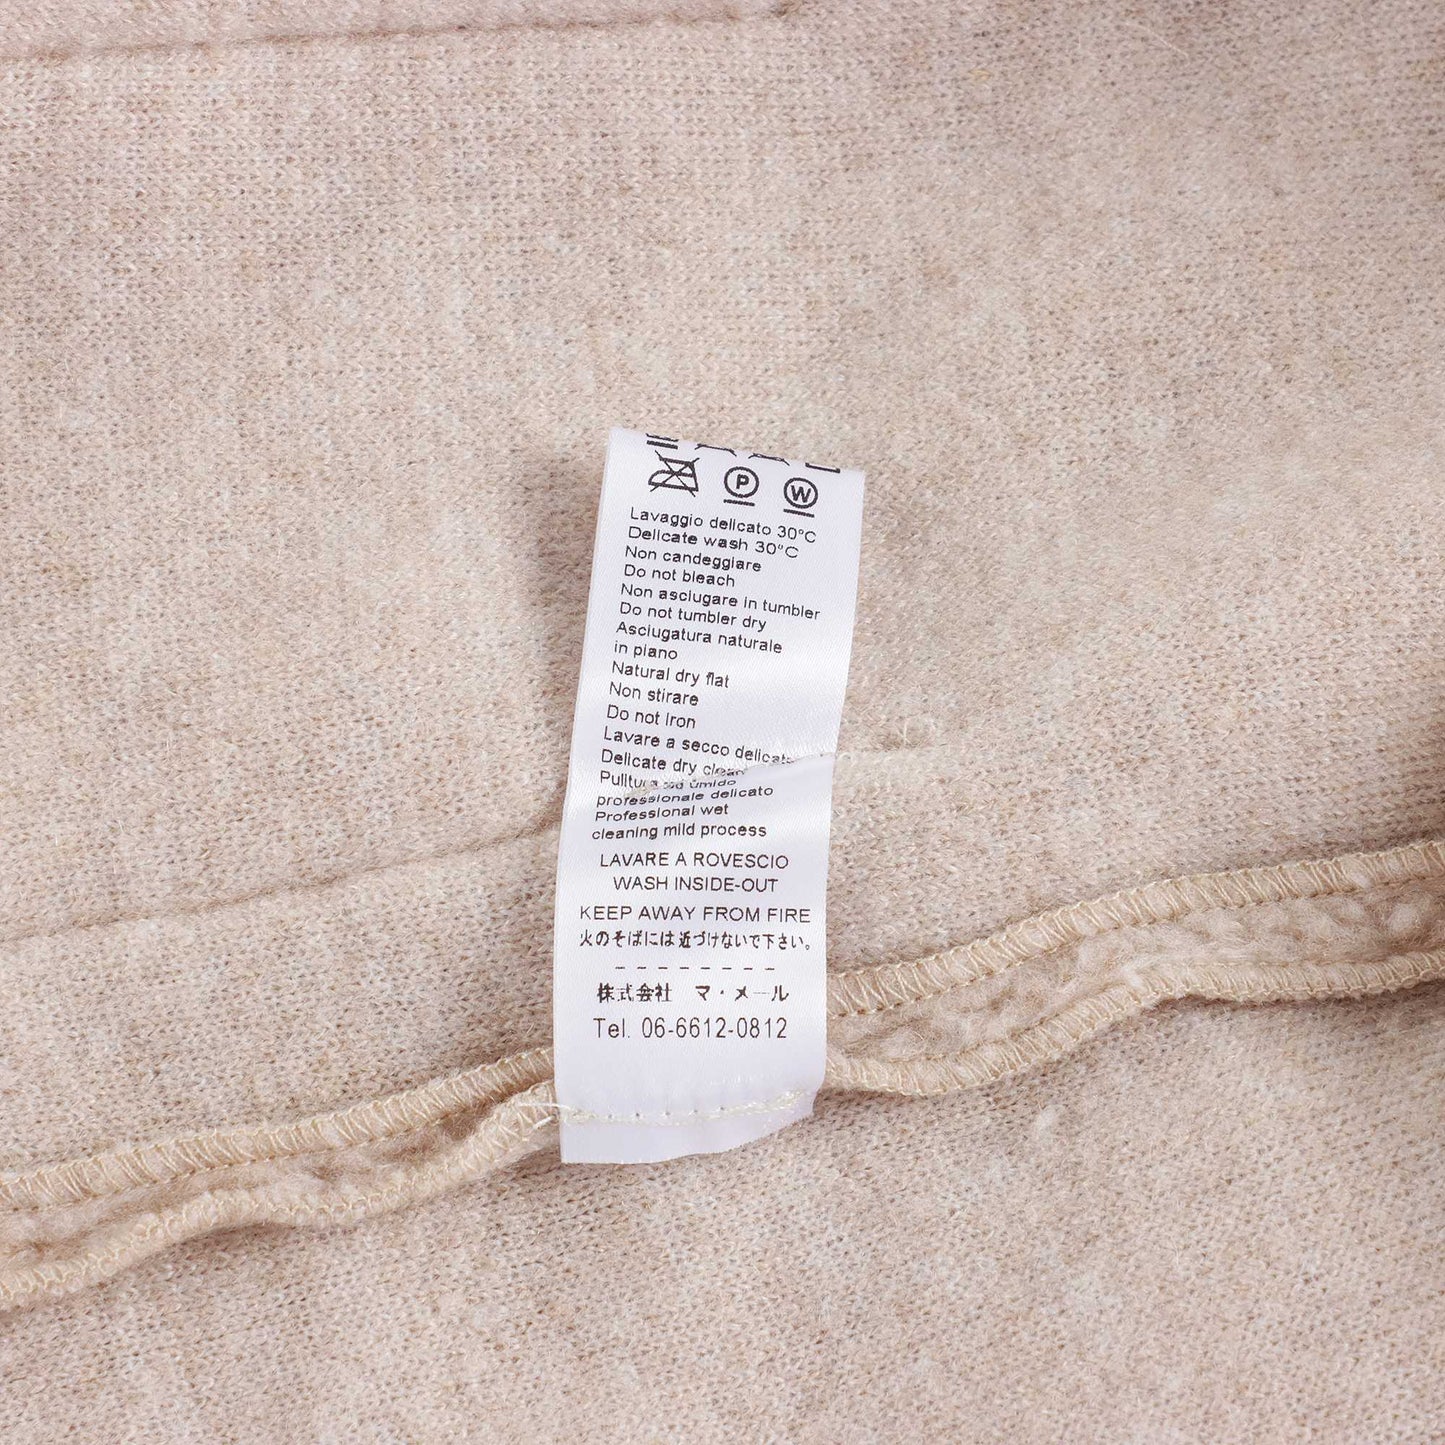 P W
Lavaggio delicato 30°C
Delicate wash 30°C
Non candeggiare
Do not bleach
Non asciugare in tumbler
Do not tumbler dry
Asciugatura naturale
in piano
Natural dry flat
Non stirare
Do not Iron
Lavare a secco delicato
Delicate dry clean
ad umido
professionale delicato
Professional wet
cleaning mild process
LAVARE A ROVESCIO
WASH INSIDE-OUT
KEEP AWAY FROM FIRE
火のそばには近づけないで下さい。
--------
株式会社 マ・メール
Tel. 06-6612-0812